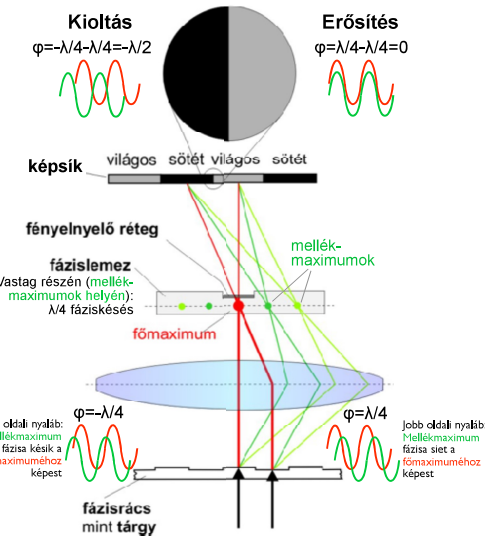 Kioltás
φ=-λ/4-λ/4=-λ/2
Erősítés
φ=λ/4-λ/4=0
képsík
világos sötét világos sötét
fényelnyelő réteg
mellék-
maximumok
fázislemez
Vastag részén (mellék-
maximumok helyén):
λ/4 fáziskésés
főmaximum
φ=-λ/4
oldali nyaláb:
fázisa késik a
képest
φ=λ/4
Jobb oldali nyaláb:
Mellékmaximum
fázisa siet a
főmaximuméhoz
képest
fázisrács
mint tárgy